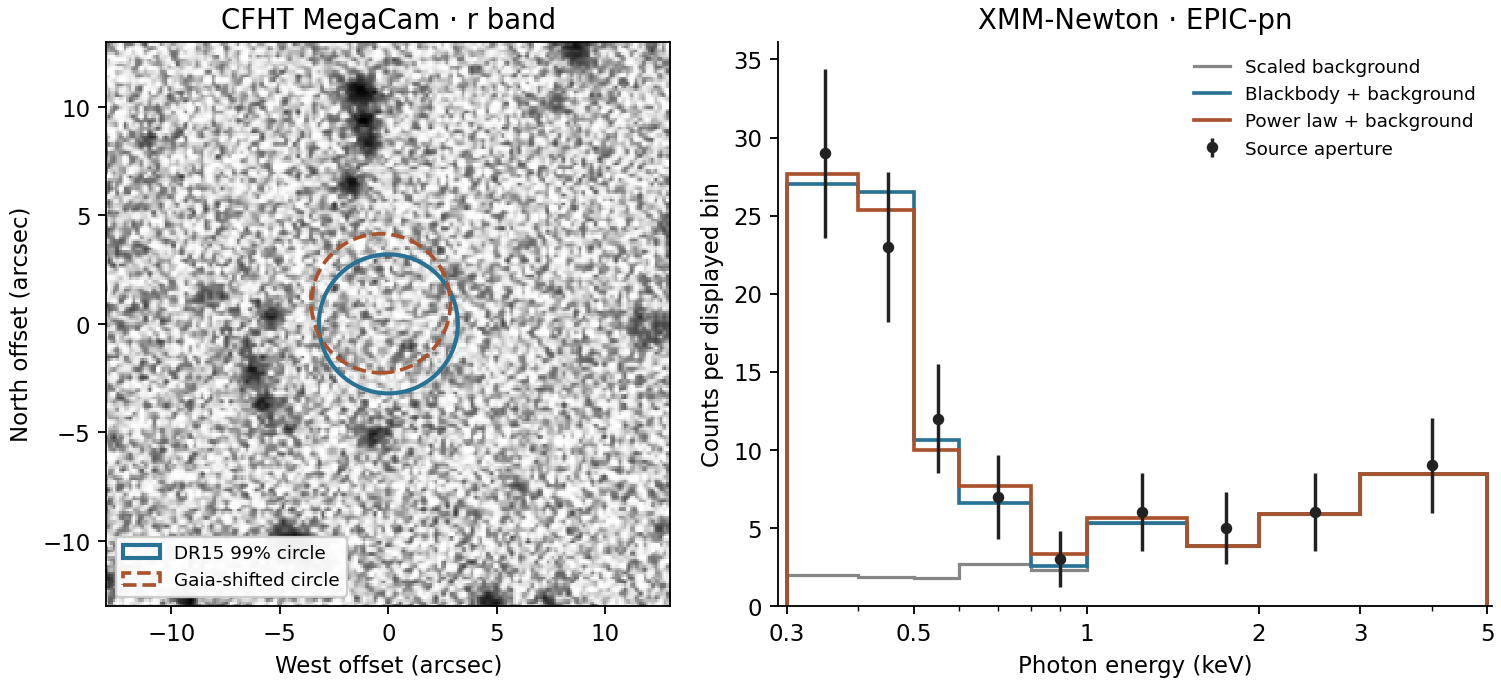 CFHT MegaCam · r band
North offset (arcsec)
10
5
0
−5
−10
DR15 99% circle
Gaia-shifted circle
−10
−5
0
5
10
West offset (arcsec)
XMM-Newton · EPIC-pn
Counts per displayed bin
35
30
25
20
15
10
5
0
Scaled background
Blackbody + background
Power law + background
Source aperture
0.3
0.5
1
2
3
5
Photon energy (keV)